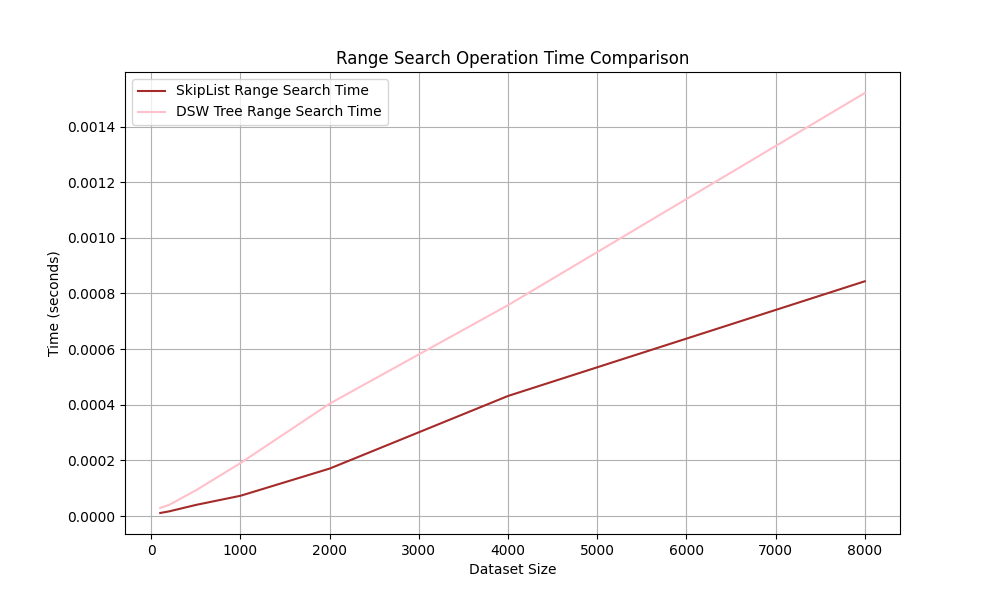 Range Search Operation Time Comparison
SkipList Range Search Time
DSW Tree Range Search Time
Time (seconds)
0.0014
0.0012
0.0010
0.0008
0.0006
0.0004
0.0002
0.0000
0 1000 2000 3000 4000 5000 6000 7000 8000
Dataset Size